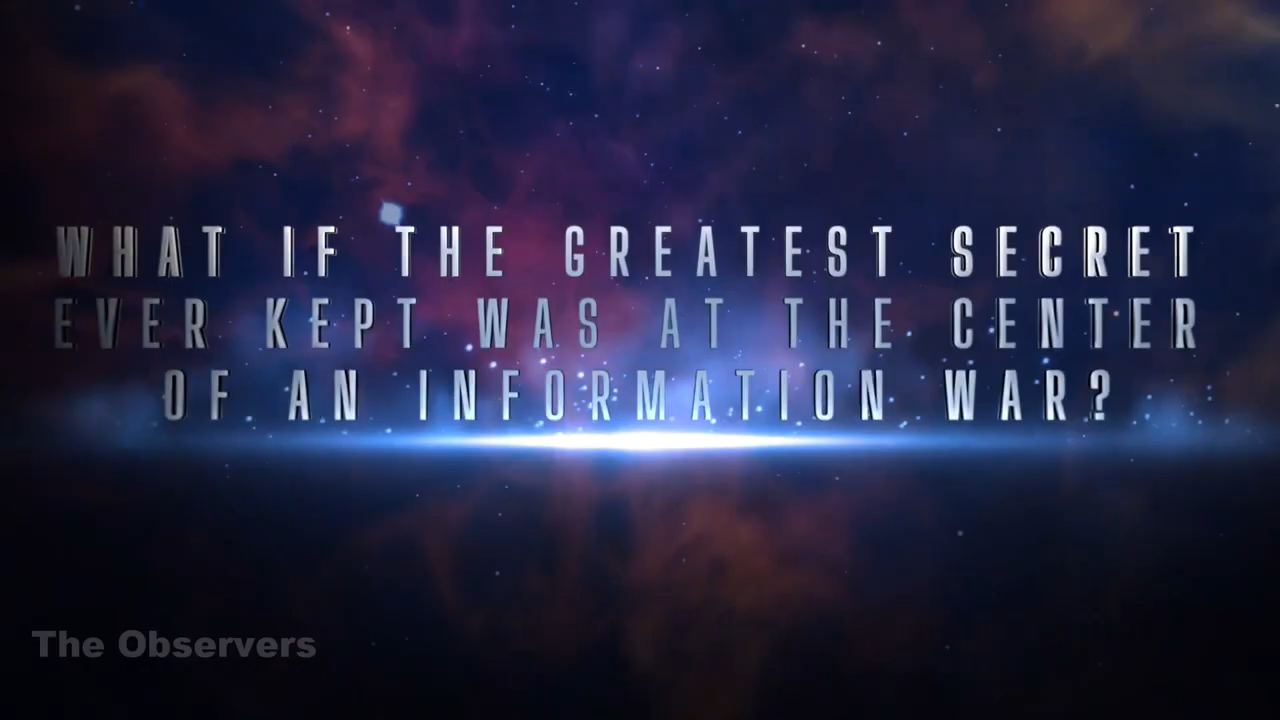 WHAT IF THE GREATEST SECRET
EVER KEPT WAS AT THE CENTER
OF AN INFORMATION WAR?
The Observers